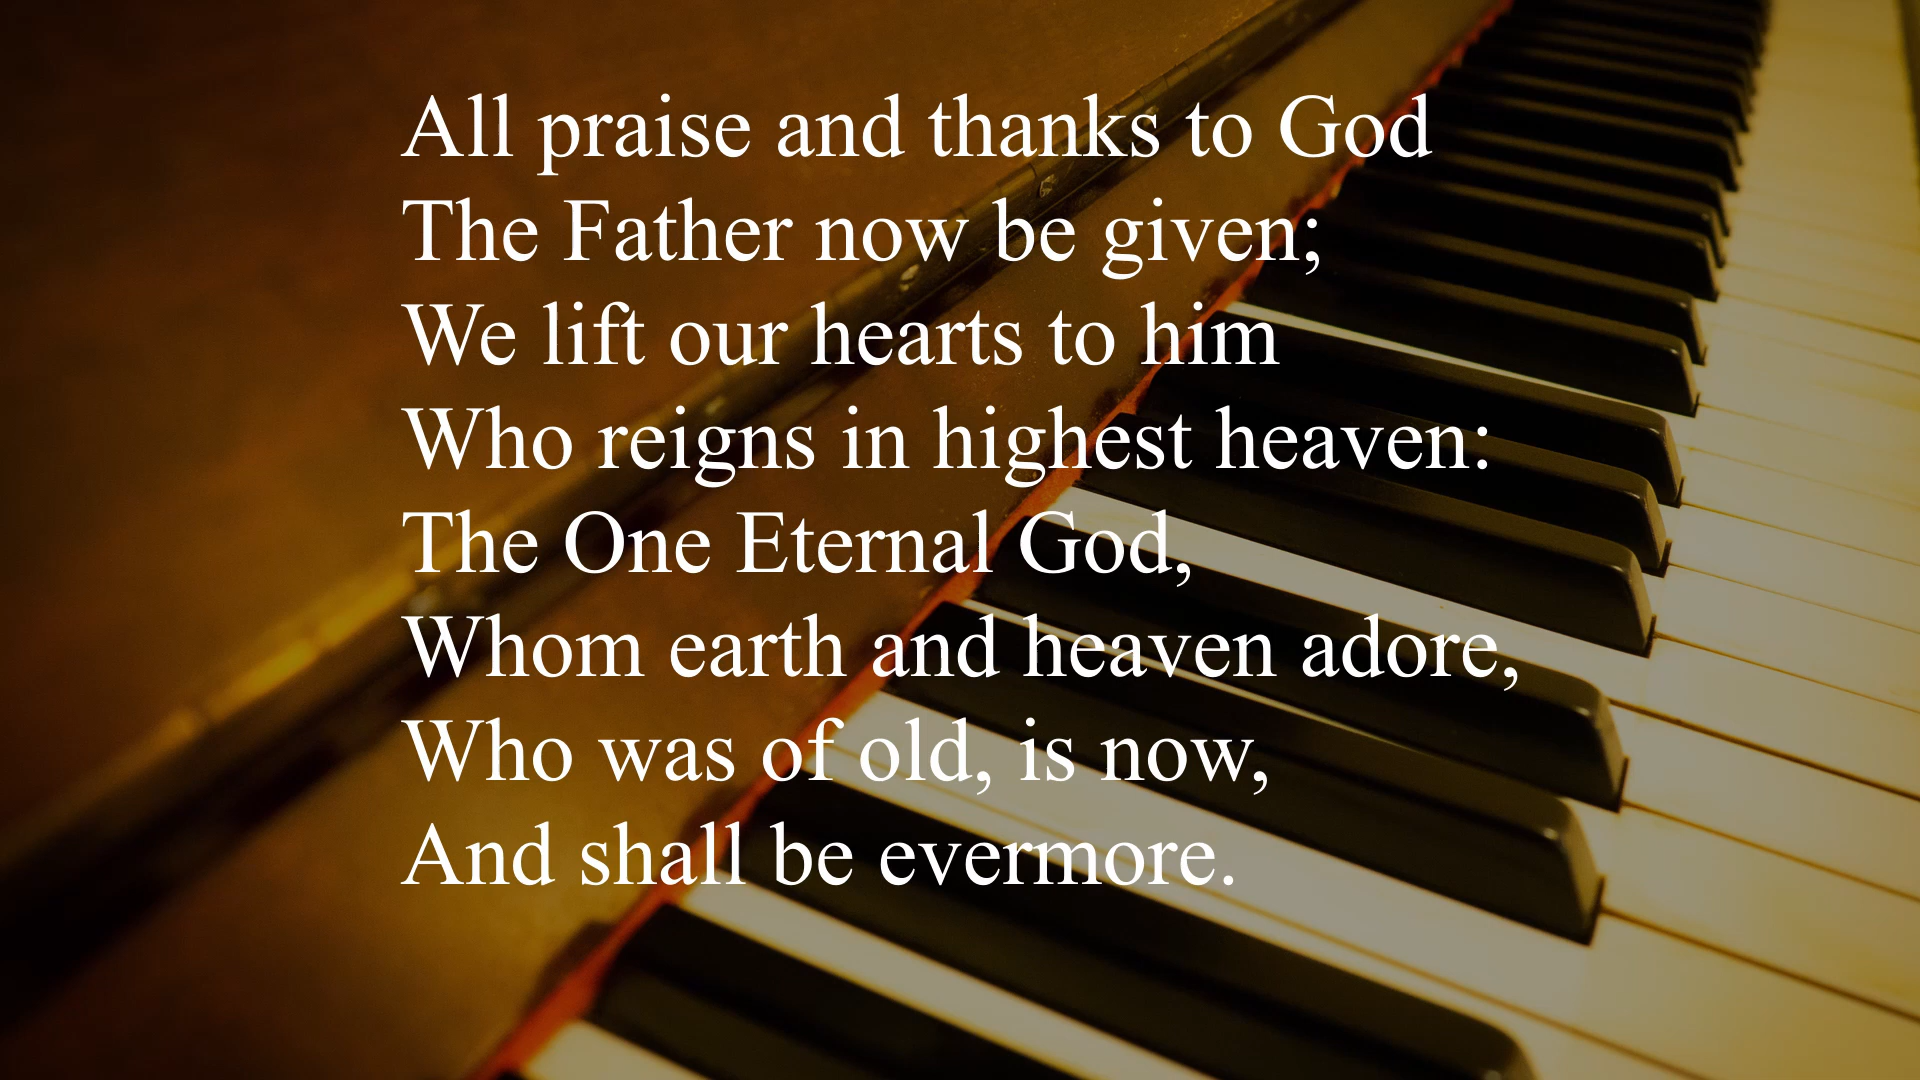 All praise and thanks to God
The Father now be given;
We lift our hearts to him
Who reigns in highest heaven:
The One Eternal God,
Whom earth and heaven adore,
Who was of old, is now,
And shall be evermore.